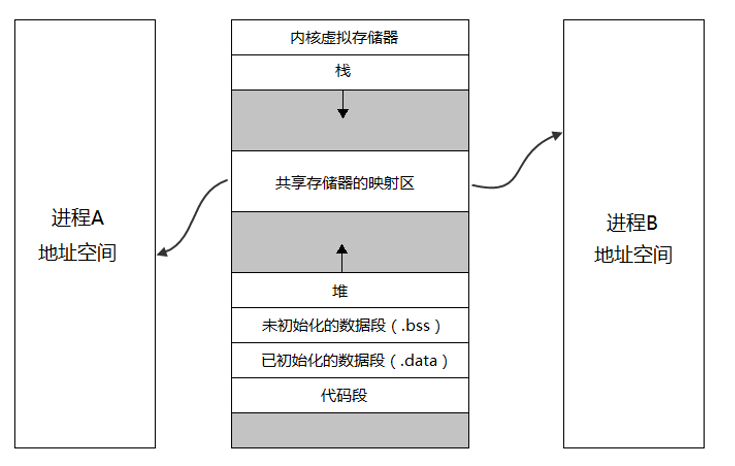 进程A
地址空间
内核虚拟存储器
栈
共享存储器的映射区
堆
未初始化的数据段（.bss）
已初始化的数据段（.data）
代码段
进程B
地址空间